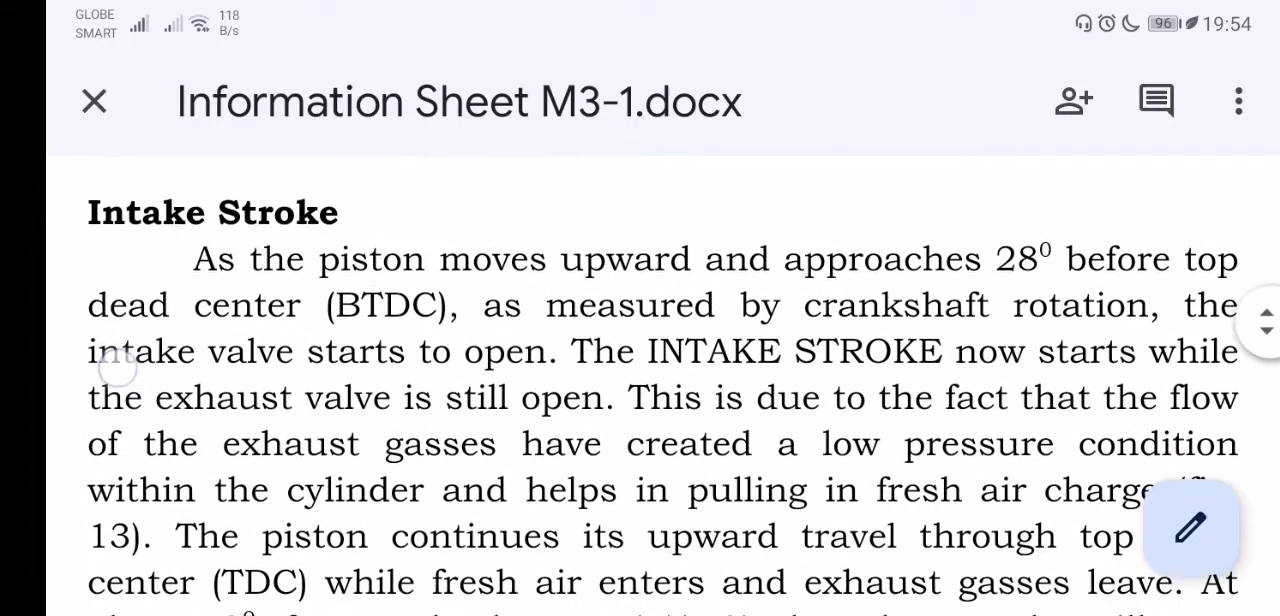 GLOBE
SMART
118
B/s
96
19:54
Information Sheet M3-1.docx
Intake Stroke
As the piston moves upward and approaches 28⁰ before top
dead center (BTDC), as measured by crankshaft rotation, the
intake valve starts to open. The INTAKE STROKE now starts while
the exhaust valve is still open. This is due to the fact that the flow
of the exhaust gasses have created a low pressure condition
within the cylinder and helps in pulling in fresh air charge
13). The piston continues its upward travel through top
center (TDC) while fresh air enters and exhaust gasses leave. At